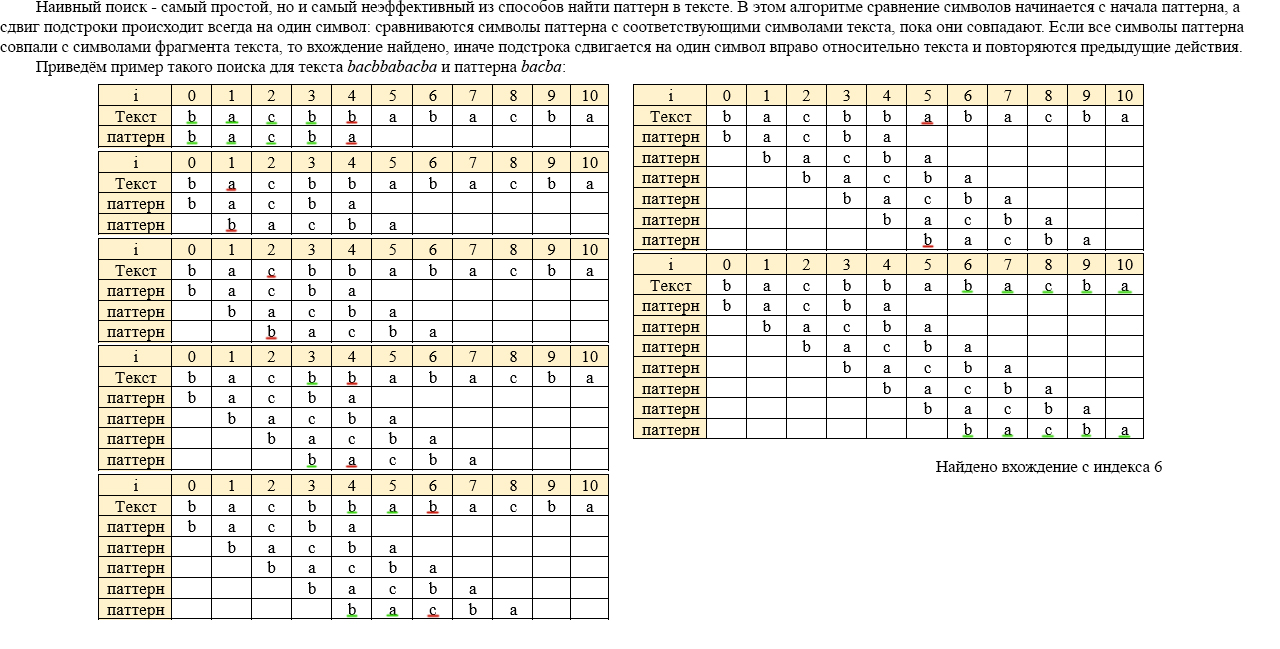 Наивный поиск - самый простой, но и самый неэффективный из способов найти паттерн в тексте. В этом алгоритме сравнение символов начинается с начала паттерна, а
сдвиг подстроки происходит всегда на один символ: сравниваются символы паттерна с соответствующими символами текста, пока они совпадают. Если все символы паттерна
совпали с символами фрагмента текста, то вхождение найдено, иначе подстрока сдвигается на один символ вправо относительно текста и повторяются предыдущие действия.
Приведём пример такого поиска для текста bacbbabacba и паттерна bacba:
i 0 1 2 3 4 5 6 7 8 9 10
Текст b a c b b a b a c b a
паттерн b a c b a
i 0 1 2 3 4 5 6 7 8 9 10
Текст b a c b b a b a c b a
паттерн b a c b a
паттерн b a c b a
i 0 1 2 3 4 5 6 7 8 9 10
Текст b a c b b a b a c b a
паттерн b a c b a
паттерн b a c b a
паттерн b a c b a
i 0 1 2 3 4 5 6 7 8 9 10
Текст b a c b b a b a c b a
паттерн b a c b a
паттерн b a c b a
паттерн b a c b a
паттерн b a c b a
i 0 1 2 3 4 5 6 7 8 9 10
Текст b a c b b a b a c b a
паттерн b a c b a
паттерн b a c b a
паттерн b a c b a
паттерн b a c b a
паттерн b a c b a
i 0 1 2 3 4 5 6 7 8 9 10
Текст b a c b b a b a c b a
паттерн b a c b a
паттерн b a c b a
паттерн b a c b a
паттерн b a c b a
паттерн b a c b a
паттерн b a c b a
i 0 1 2 3 4 5 6 7 8 9 10
Текст b a c b b a b a c b a
паттерн b a c b a
паттерн b a c b a
паттерн b a c b a
паттерн b a c b a
паттерн b a c b a
паттерн b a c b a
паттерн b a c b a
Найдено вхождение с индекса 6